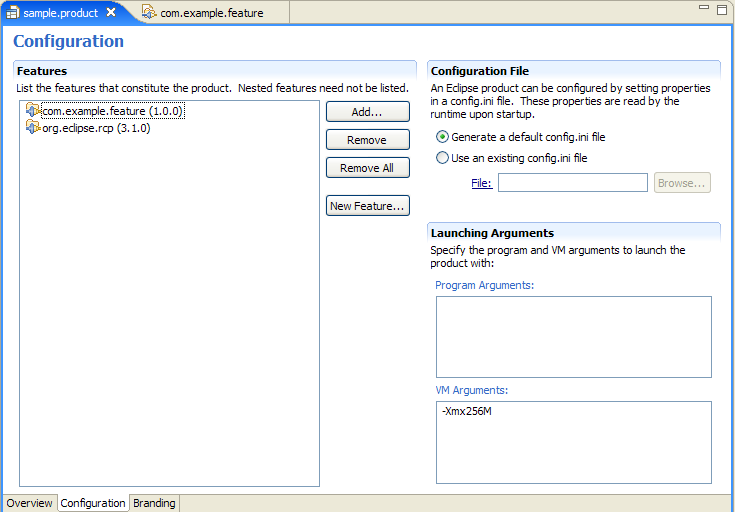 sample.product
com.example.feature
Configuration
Features
List the features that constitute the product. Nested features need not be listed.
com.example.feature (1.0.0)
org.eclipse.rcp (3.1.0)
Add...
Remove
Remove All
New Feature...
Configuration File
An Eclipse product can be configured by setting properties
in a config.ini file. These properties are read by the
runtime upon startup.
Generate a default config.ini file
Use an existing config.ini file
File:
Browse...
Launching Arguments
Specify the program and VM arguments to launch the
product with:
Program Arguments:
VM Arguments:
-Xmx256M
Overview
Configuration
Branding